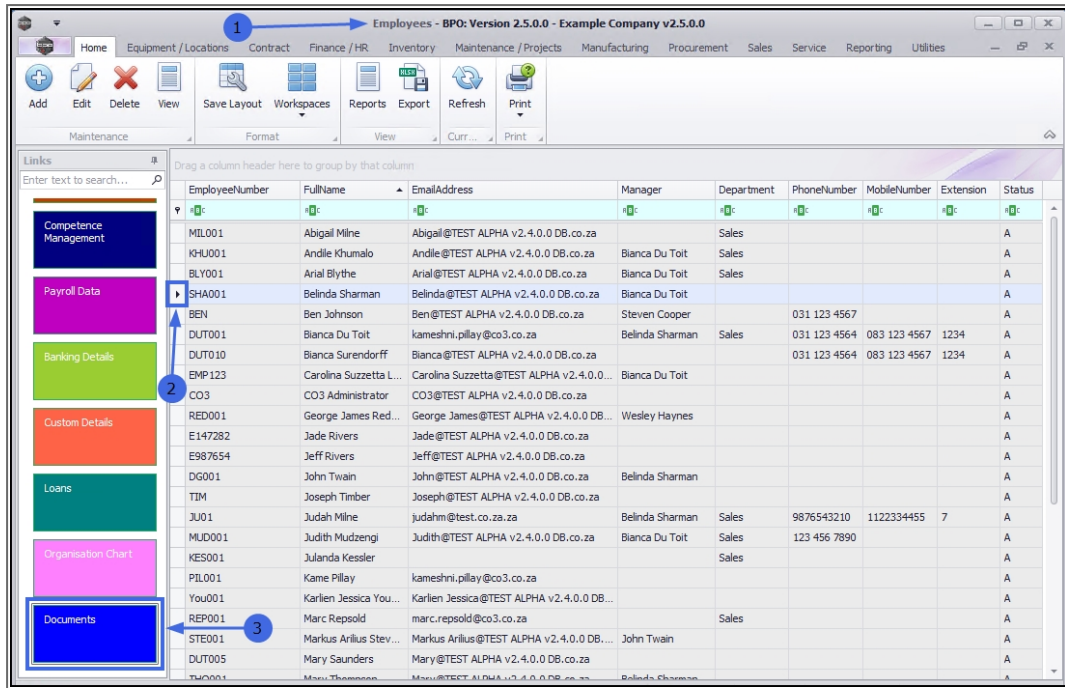 1
Employees - BPO: Version 2.5.0.0 - Example Company v2.5.0.0
Home Equipment / Locations Contract Finance / HR Inventory Maintenance / Projects Manufacturing Procurement Sales Service Reporting Utilities
Add Edit Delete View Save Layout Workspaces Reports Export Refresh Print
Maintenance Format View Curr... Print
Links
Enter text to search...
Drag a column header here to group by that column
EmployeeNumber FullName EmailAddress Manager Department PhoneNumber MobileNumber Extension Status
Competence
Management
Payroll Data
Banking Details
Custom Details
Loans
Organisation Chart
Documents
2
3
MIL001 Abigail Milne Abigail@TEST ALPHA v2.4.0.0 DB.co.za Sales A
KHU001 Andile Khumalo Andile@TEST ALPHA v2.4.0.0 DB.co.za Bianca Du Toit Sales A
BLY001 Arial Blythe Arial@TEST ALPHA v2.4.0.0 DB.co.za Bianca Du Toit Sales A
SHA001 Belinda Sharman Belinda@TEST ALPHA v2.4.0.0 DB.co.za Bianca Du Toit A
BEN Ben Johnson Ben@TEST ALPHA v2.4.0.0 DB.co.za Steven Cooper 031 123 4567 A
DUT001 Bianca Du Toit kameshni.pillay@co3.co.za Belinda Sharman Sales 031 123 4564 083 123 4567 1234 A
DUT010 Bianca Surendorff Bianca@TEST ALPHA v2.4.0.0 DB.co.za 031 123 4564 083 123 4567 1234 A
EMP123 Carolina Suzzetta L... Carolina Suzzetta@TEST ALPHA v2.4.0.0... Bianca Du Toit A
CO3 CO3 Administrator CO3@TEST ALPHA v2.4.0.0 DB.co.za A
RED001 George James Red... George James@TEST ALPHA v2.4.0.0 DB... Wesley Haynes A
E147282 Jade Rivers Jade@TEST ALPHA v2.4.0.0 DB.co.za A
E987654 Jeff Rivers Jeff@TEST ALPHA v2.4.0.0 DB.co.za A
DG001 John Twain John@TEST ALPHA v2.4.0.0 DB.co.za Belinda Sharman A
TIM Joseph Timber Joseph@TEST ALPHA v2.4.0.0 DB.co.za A
JU01 Judah Milne judahm@test.co.za.za Belinda Sharman Sales 9876543210 1122334455 7 A
MUD001 Judith Mudzengi Judith@TEST ALPHA v2.4.0.0 DB.co.za Bianca Du Toit Sales 123 456 7890 A
KES001 Julanda Kessler Sales A
PIL001 Kame Pillay kameshni.pillay@co3.co.za A
You001 Karlien Jessica You... Karlien Jessica@TEST ALPHA v2.4.0.0 DB... A
REP001 Marc Repsold marc.repsold@co3.co.za Sales A
STE001 Markus Arilius Stev... Markus Arilius@TEST ALPHA v2.4.0.0 DB.... John Twain A
DUT005 Mary Saunders Mary@TEST ALPHA v2.4.0.0 DB.co.za A
THO001 Mary Thompson Mary@TEST ALPHA v2.4.0.0 DB.co.za Belinda Sharman A